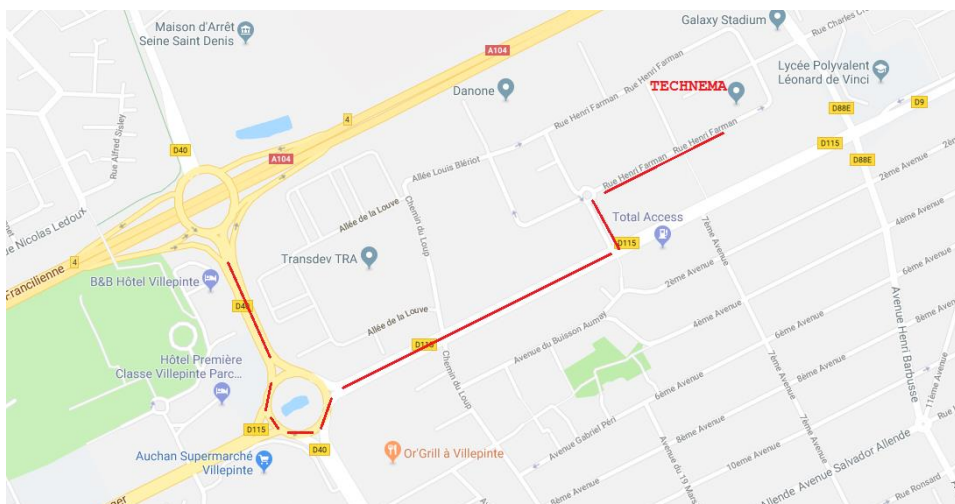 Maison d'Arrêt
Seine Saint Denis
Galaxy Stadium
Rue Charles
A104
Lycée Polyvalent
Léonard de Vinci
Danone
TECHNEMA
Rue Henri Farman
Rue Henri Farman
D9
D88E
4
Rue Alfred Sisley
D40
A104
Rue Henri Farman
Rue Henri Farman
D115
D88E
2ème Avenue
Allée Louis Blériot
4ème Avenue
Rue Nicolas Ledoux
Allée de la Louve
Chemin du Loup
Total Access
7ème Avenue
D115
6ème Avenue
Transdev TRA
4
Francilienne
B&B Hôtel Villepinte
2ème Avenue
8ème Avenue
D40
Allée de la Louve
4ème Avenue
Avenue Henri Barbusse
Avenue du Buisson Aumay
6ème Avenue
Hôtel Première
Classe Villepinte Parc...
Chemin du Loup
7ème Avenue
6ème Avenue
8ème Avenue
11ème Avenue
D115
Avenue Gabriel Péri
8ème Avenue
D40
Auchan Supermarché
Villepinte
Or'Grill à Villepinte
Avenue du 19 Mars
10eme Avenue
Allende Avenue Salvador Allende
Rue Ronsard